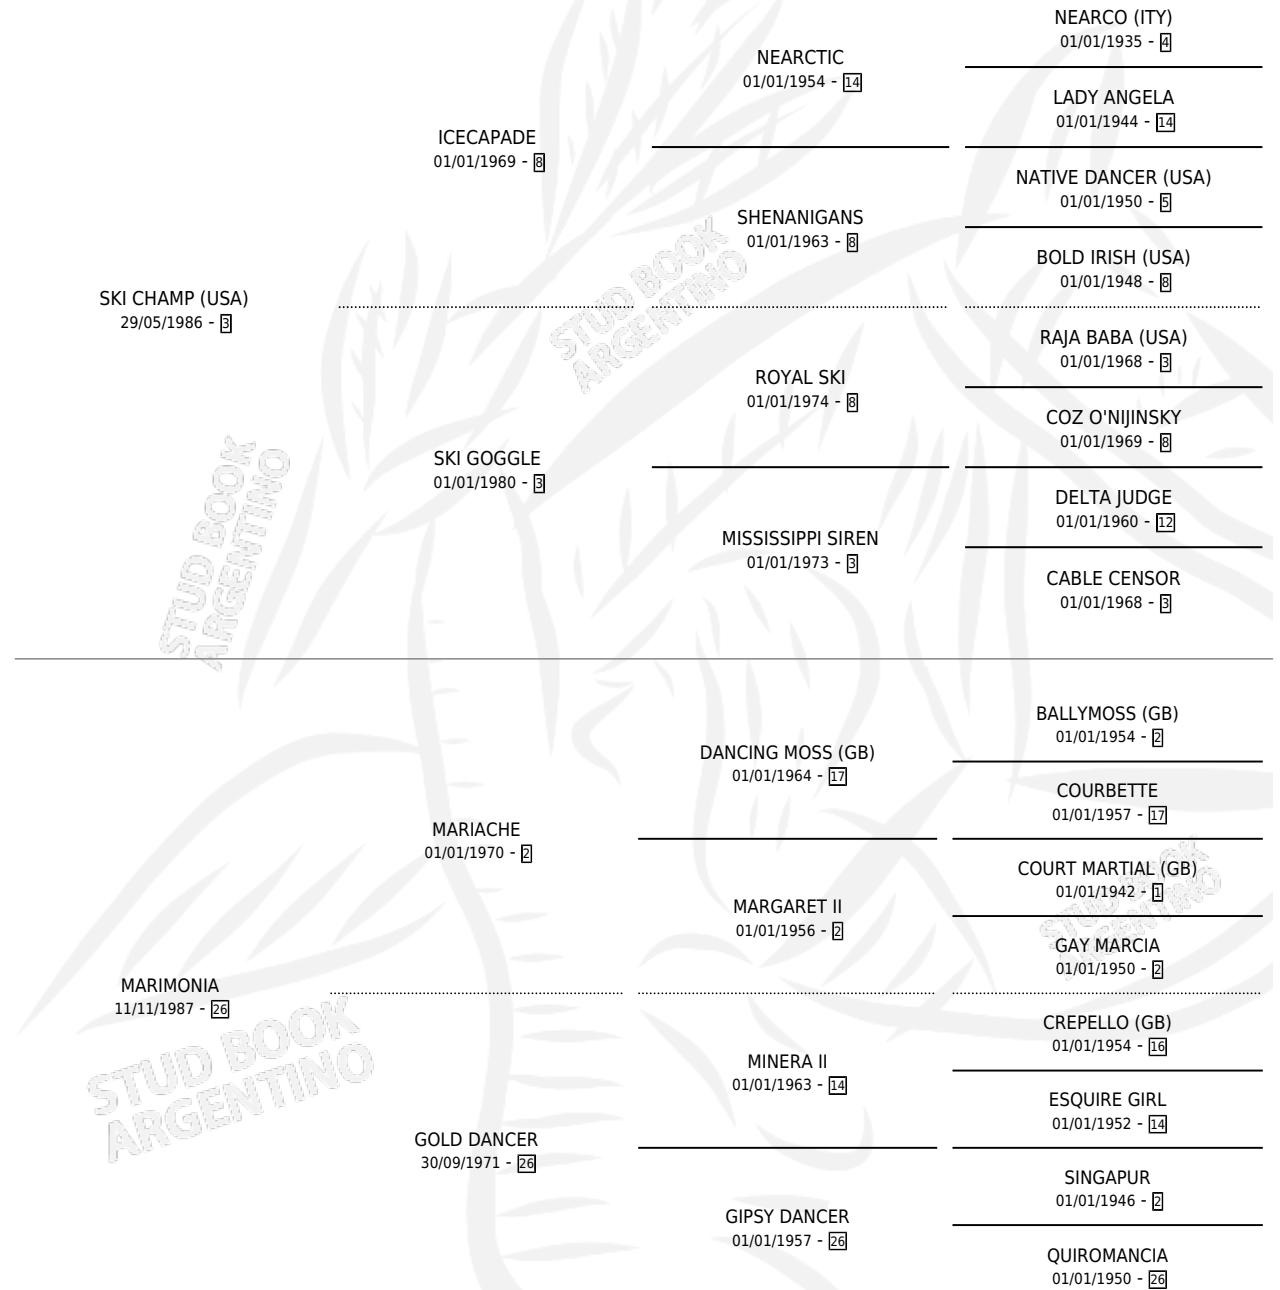 NEARCO (ITY)
01/01/1935 - 4
NEARCTIC
01/01/1954 - 14
LADY ANGELA
01/01/1944 - 14
ICECAPADE
01/01/1969 - 8
NATIVE DANCER (USA)
01/01/1950 - 5
SHENANIGANS
01/01/1963 - 8
BOLD IRISH (USA)
01/01/1948 - 8
SKI CHAMP (USA)
29/05/1986 - 3
RAJA BABA (USA)
01/01/1968 - 3
ROYAL SKI
01/01/1974 - 8
COZ O'NIJINSKY
01/01/1969 - 8
SKI GOGGLE
01/01/1980 - 3
DELTA JUDGE
01/01/1960 - 12
MISSISSIPPI SIREN
01/01/1973 - 3
CABLE CENSOR
01/01/1968 - 3
BALLYMOSS (GB)
01/01/1954 - 2
DANCING MOSS (GB)
01/01/1964 - 17
COURBETTE
01/01/1957 - 17
MARIACHE
01/01/1970 - 2
COURT MARTIAL (GB)
01/01/1942 - 1
MARGARET II
01/01/1956 - 2
GAY MARCIA
01/01/1950 - 2
MARIMONIA
11/11/1987 - 26
CREPELLO (GB)
01/01/1954 - 16
MINERA II
01/01/1963 - 14
ESQUIRE GIRL
01/01/1952 - 14
GOLD DANCER
30/09/1971 - 26
SINGAPUR
01/01/1946 - 2
GIPSY DANCER
01/01/1957 - 26
QUIROMANCIA
01/01/1950 - 26
STUD BOOK
ARGENTINO
STUD BOOK
ARGENTINO
STUD BOOK
ARGENTINO
STUD BOOK
ARGENTINO